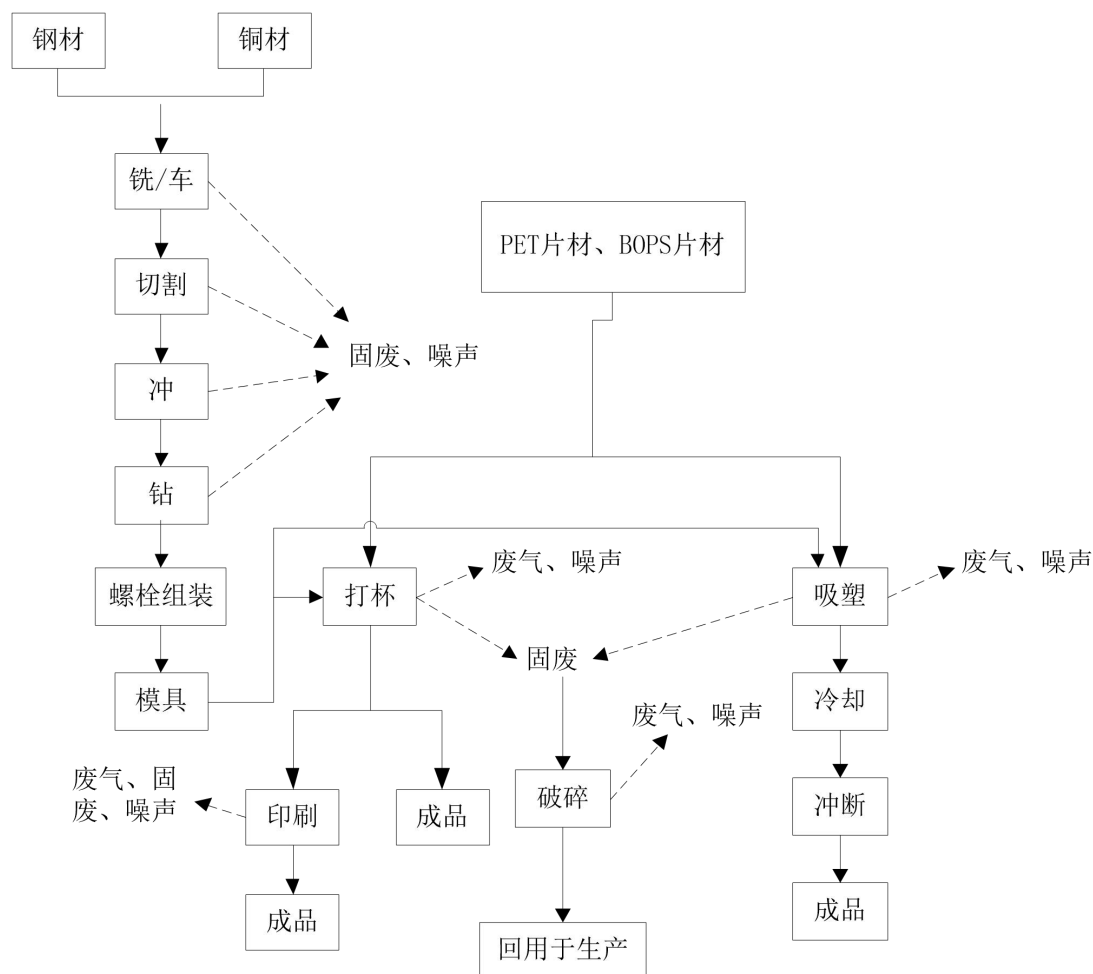 钢材
铜材
铣/车
PET片材、BOPS片材
切割
固废、噪声
冲
钻
废气、噪声
废气、噪声
螺栓组装
打杯
吸塑
固废
模具
冷却
废气、噪声
废气、固
废、噪声
印刷
成品
破碎
冲断
成品
成品
回用于生产